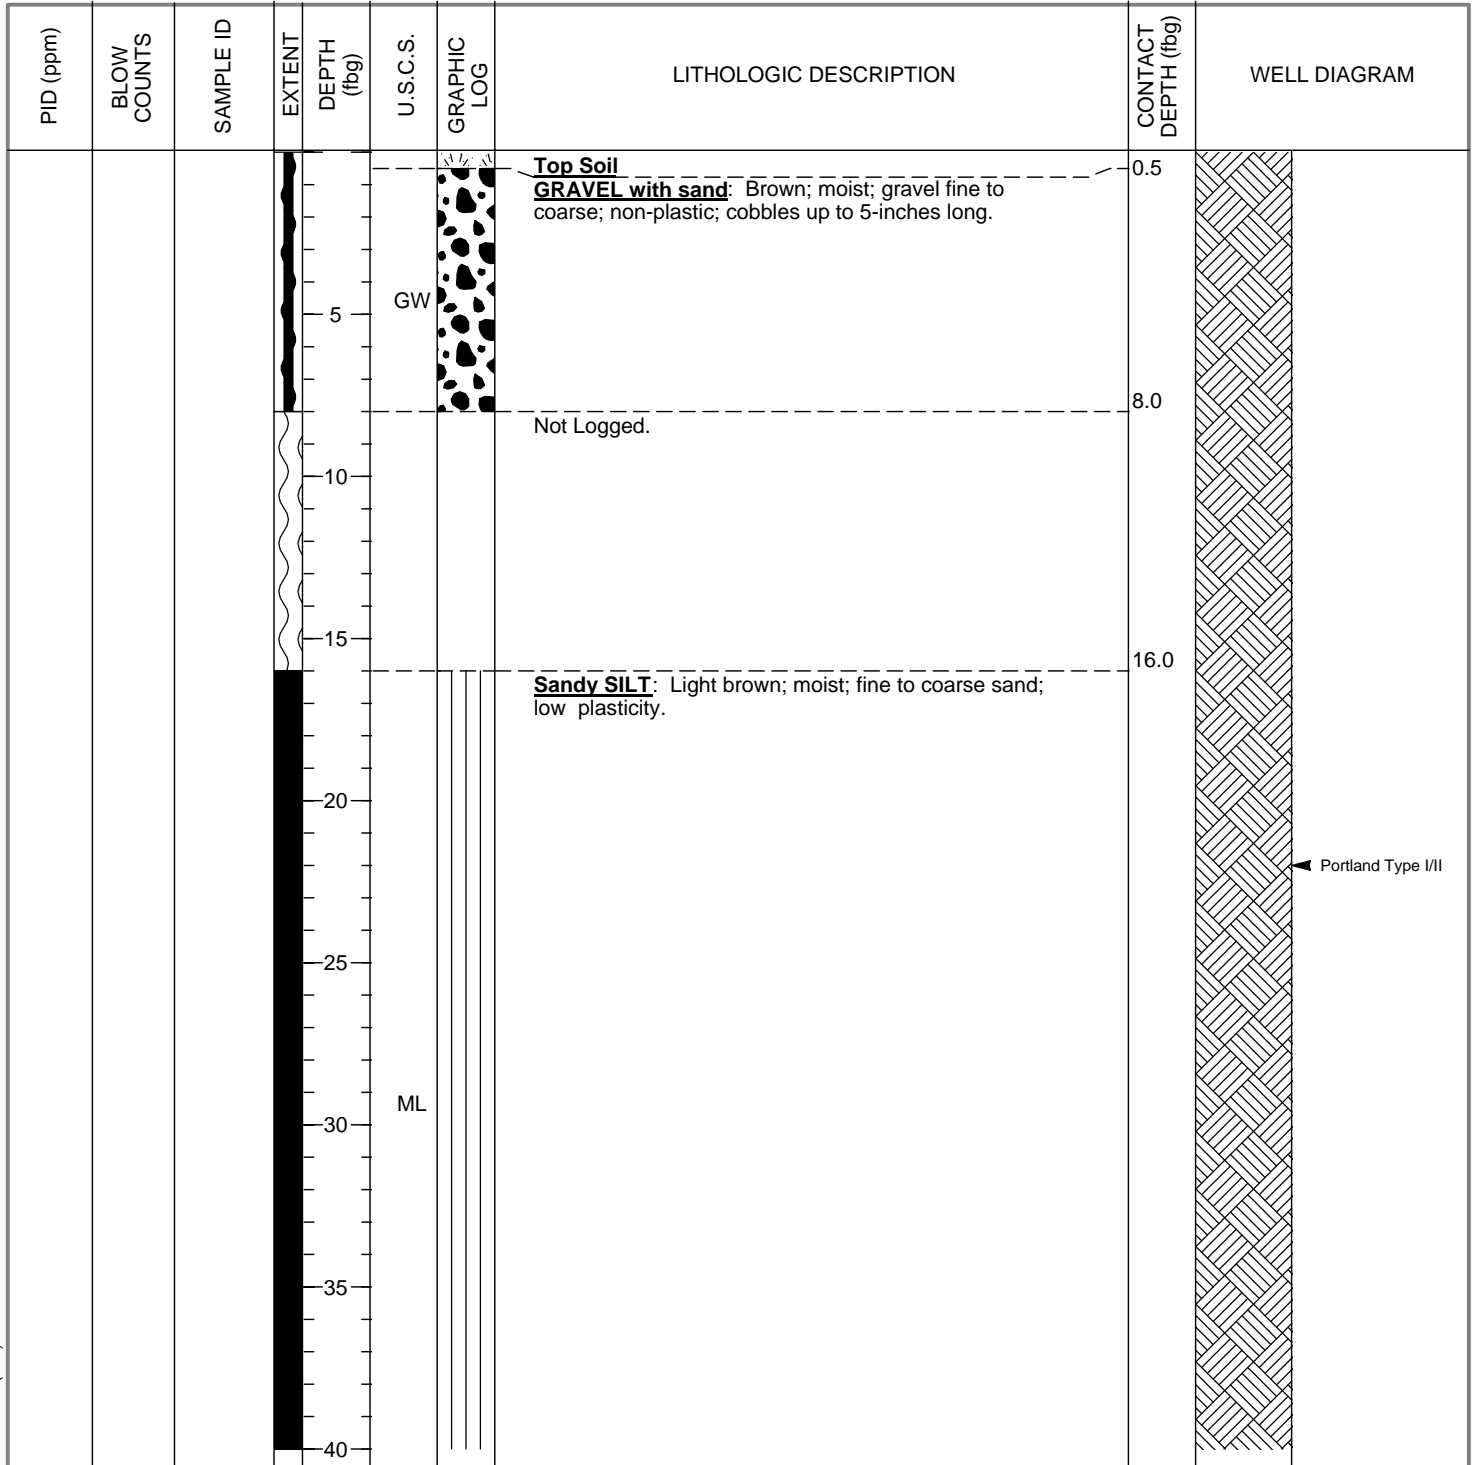 PID (ppm)
BLOW
COUNTS
SAMPLE ID
EXTENT
DEPTH
(fbg)
U.S.C.S.
GRAPHIC
LOG
LITHOLOGIC DESCRIPTION
CONTACT
DEPTH (fbg)
WELL DIAGRAM
Top Soil
0.5
GRAVEL with sand: Brown; moist; gravel fine to
coarse; non-plastic; cobbles up to 5-inches long.
GW
5
8.0
Not Logged.
10
15
16.0
Sandy SILT: Light brown; moist; fine to coarse sand;
low plasticity.
20
Portland Type I/II
25
ML
30
35
40